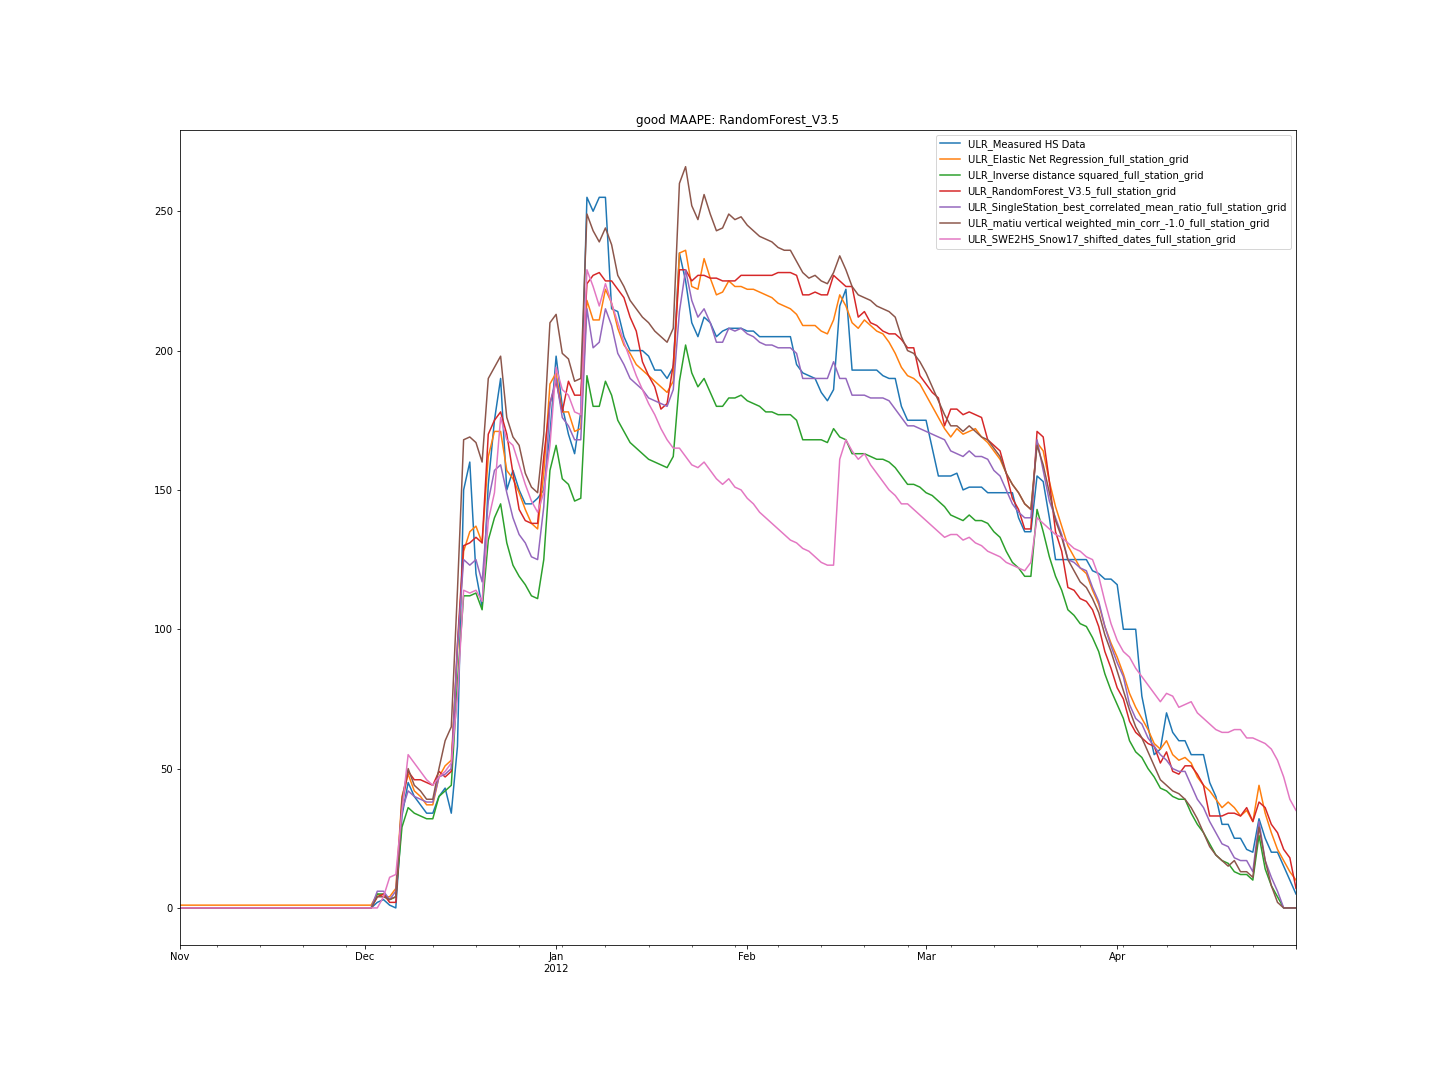 good MAAPE: RandomForest_V3.5
ULR_Measured HS Data
ULR_Elastic Net Regression_full_station_grid
ULR_Inverse distance squared_full_station_grid
ULR_RandomForest_V3.5_full_station_grid
ULR_SingleStation_best_correlated_mean_ratio_full_station_grid
ULR_matiu vertical weighted_min_corr_-1.0_full_station_grid
ULR_SWE2HS_Snow17_shifted_dates_full_station_grid
250
200
150
100
50
0
Nov Dec Jan Feb Mar Apr
2012